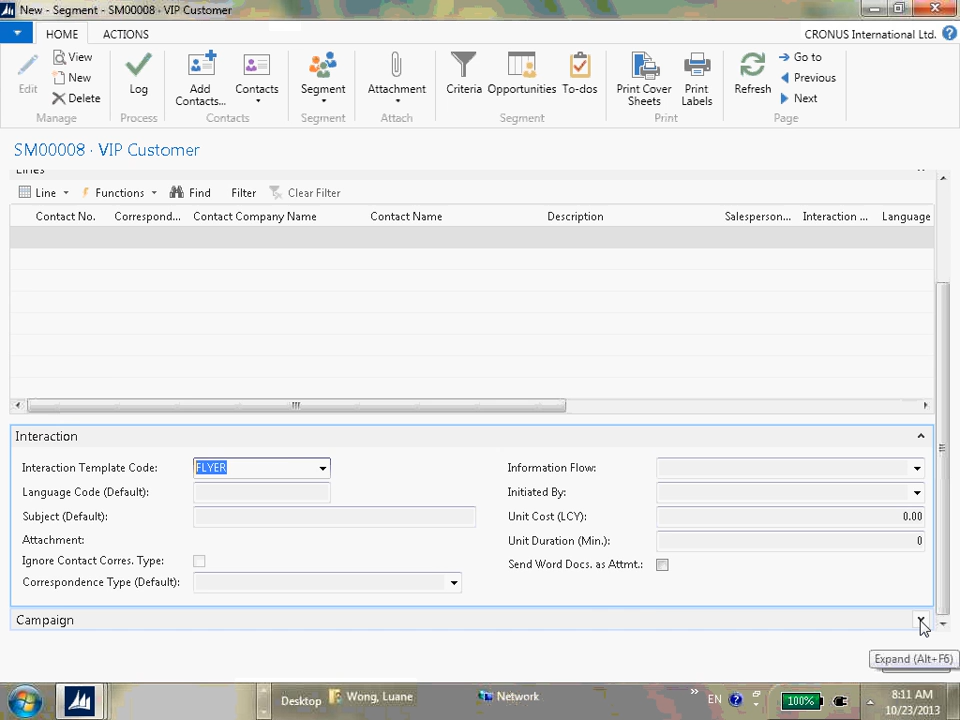 New - Segment - SM00008 · VIP Customer
HOME ACTIONS CRONUS International Ltd.
Edit View New Delete Log Add Contacts... Contacts Segment Attachment Criteria Opportunities To-dos Print Cover Sheets Print Labels Refresh Go to Previous Next
Manage Process Contacts Segment Attach Segment Print Page
SM00008 · VIP Customer
Lines
Line Functions Find Filter Clear Filter
Contact No. Correspond... Contact Company Name Contact Name Description Salesperson... Interaction ... Language
Interaction
Interaction Template Code: FLYER Information Flow:
Language Code (Default): Initiated By:
Subject (Default): Unit Cost (LCY): 0.00
Attachment: Unit Duration (Min.): 0
Ignore Contact Corres. Type: Send Word Docs. as Attmt.:
Correspondence Type (Default):
Campaign
Expand (Alt+F6)
Desktop Wong, Luane Network EN 100% 8:11 AM
10/23/2013